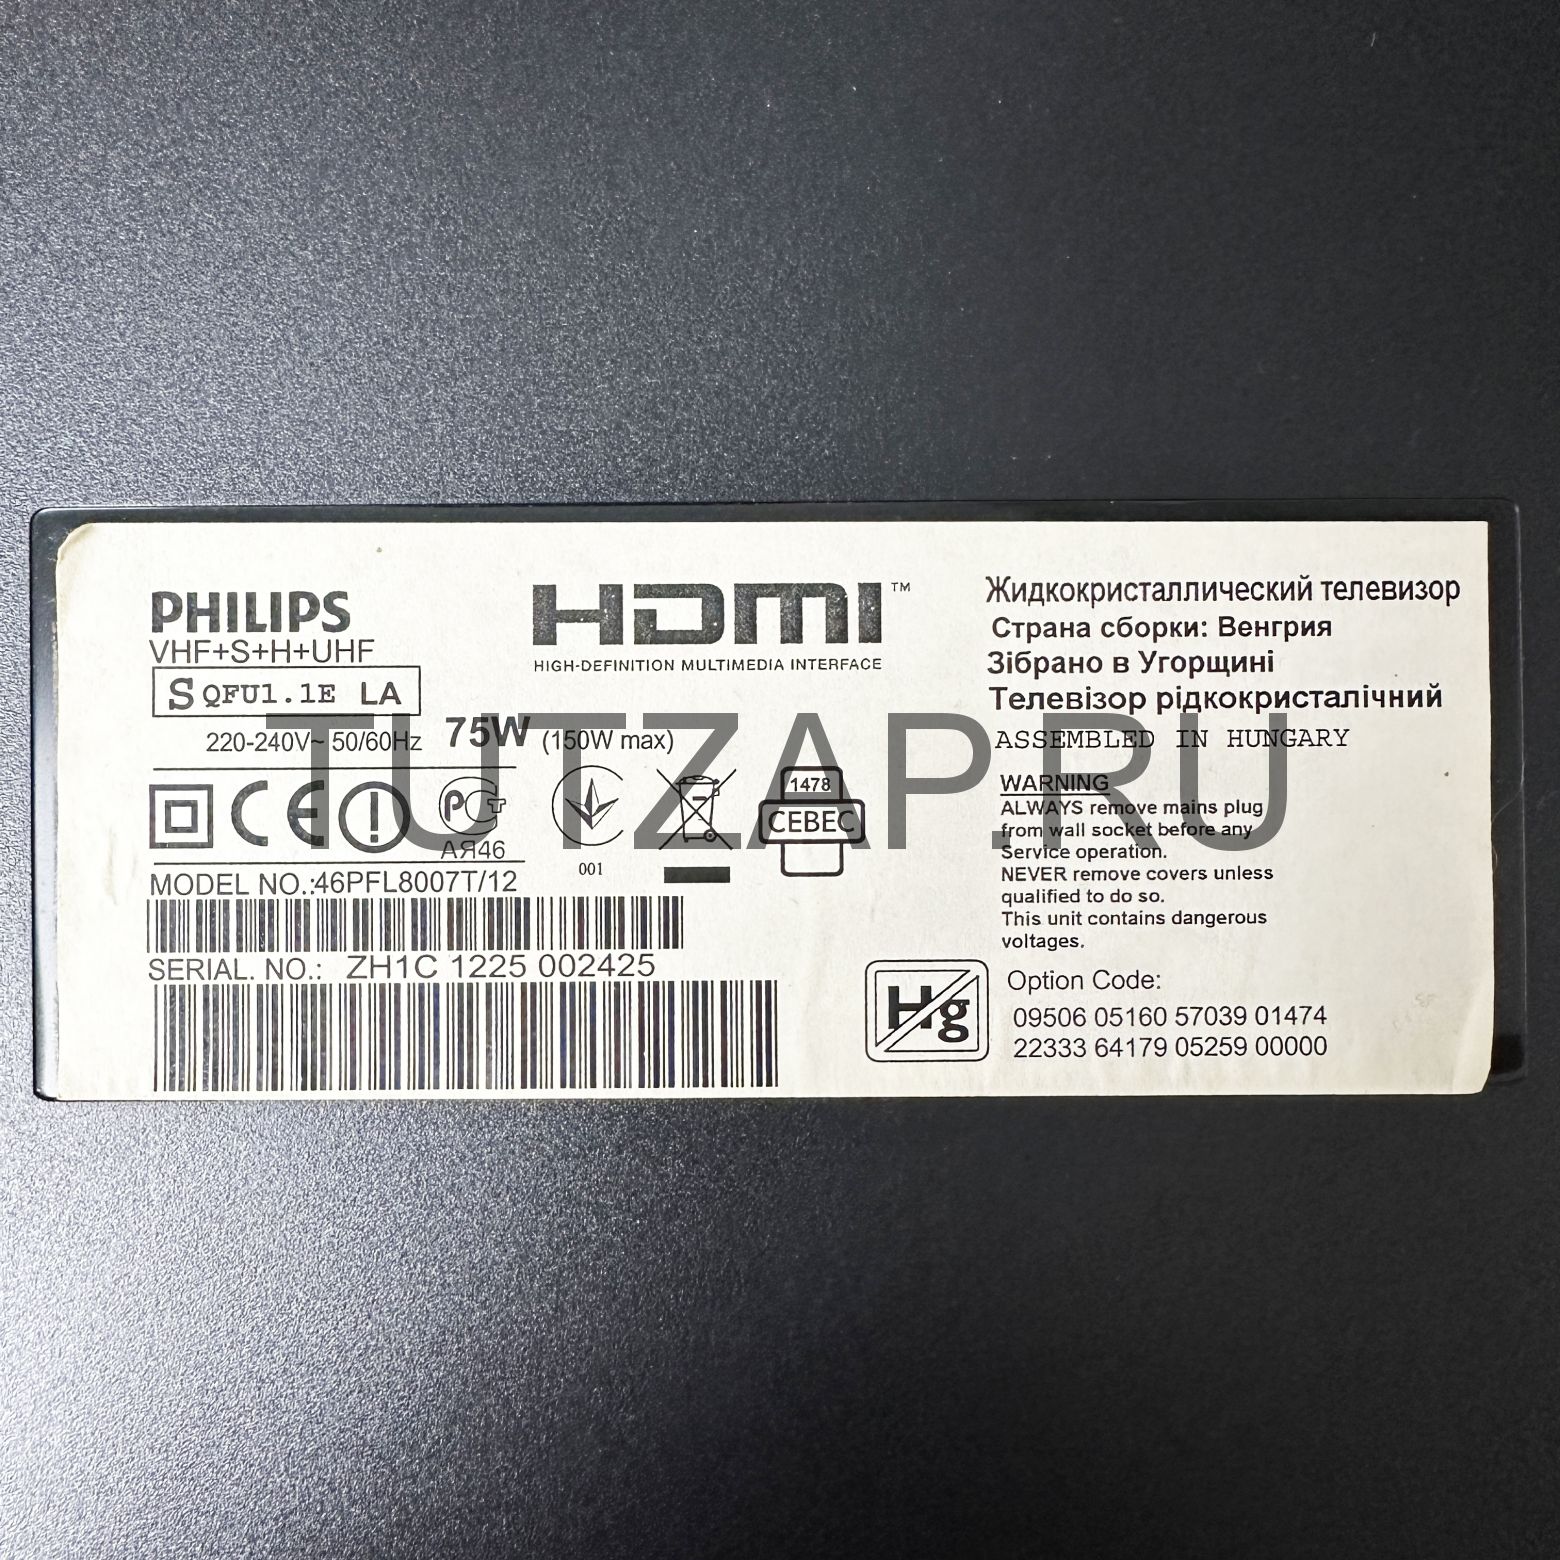 PHILIPS
VHF+S+H+UHF
S QFU1.1E LA
220-240V~ 50/60Hz 75W (150W max)
AЯ46
001
1478
CEBEC
MODEL NO.:46PFL8007T/12
SERIAL. NO.: ZH1C 1225 002425
HDMI™
HIGH-DEFINITION MULTIMEDIA INTERFACE
Жидкокристаллический телевизор
Страна сборки: Венгрия
Зібрано в Угорщині
Телевізор рідкокристалічний
ASSEMBLED IN HUNGARY
WARNING
ALWAYS remove mains plug
from wall socket before any
Service operation.
NEVER remove covers unless
qualified to do so.
This unit contains dangerous
voltages.
Hg
Option Code:
09506 05160 57039 01474
22333 64179 05259 00000
TUTZAP.RU